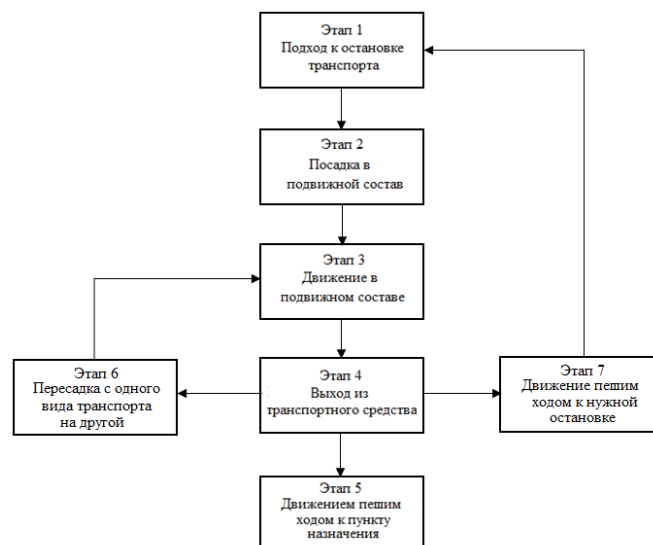 Этап 1
Подход к остановке
транспорта
Этап 2
Посадка в
подвижной состав
Этап 3
Движение в
подвижном составе
Этап 6
Пересадка с одного
вида транспорта
на другой
Этап 4
Выход из
транспортного средства
Этап 7
Движение пешим
ходом к нужной
остановке
Этап 5
Движением пешим
ходом к пункту
назначения